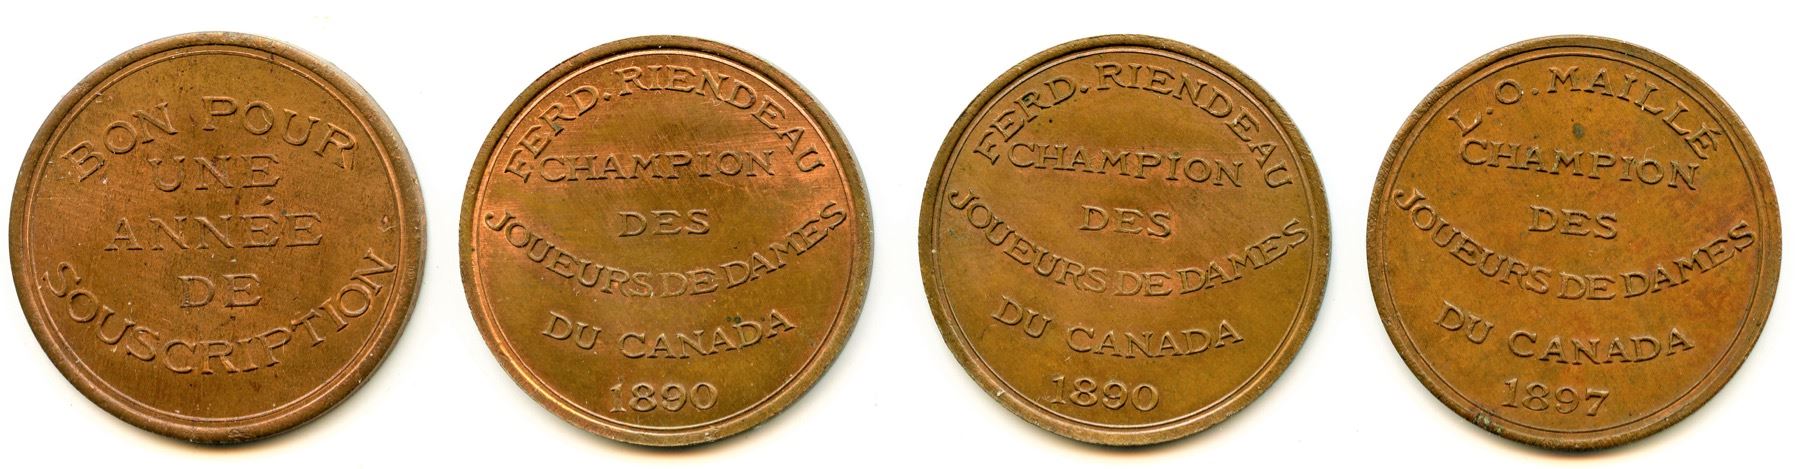 BON POUR
UNE
ANNÉE
DE
SOUSCRIPTION
FERD. RIENDEAU
CHAMPION
DES
JOUEURS DE DAMES
DU CANADA
1890
FERD. RIENDEAU
CHAMPION
DES
JOUEURS DE DAMES
DU CANADA
1890
L.O. MAILLÉ
CHAMPION
DES
JOUEURS DE DAMES
DU CANADA
1897